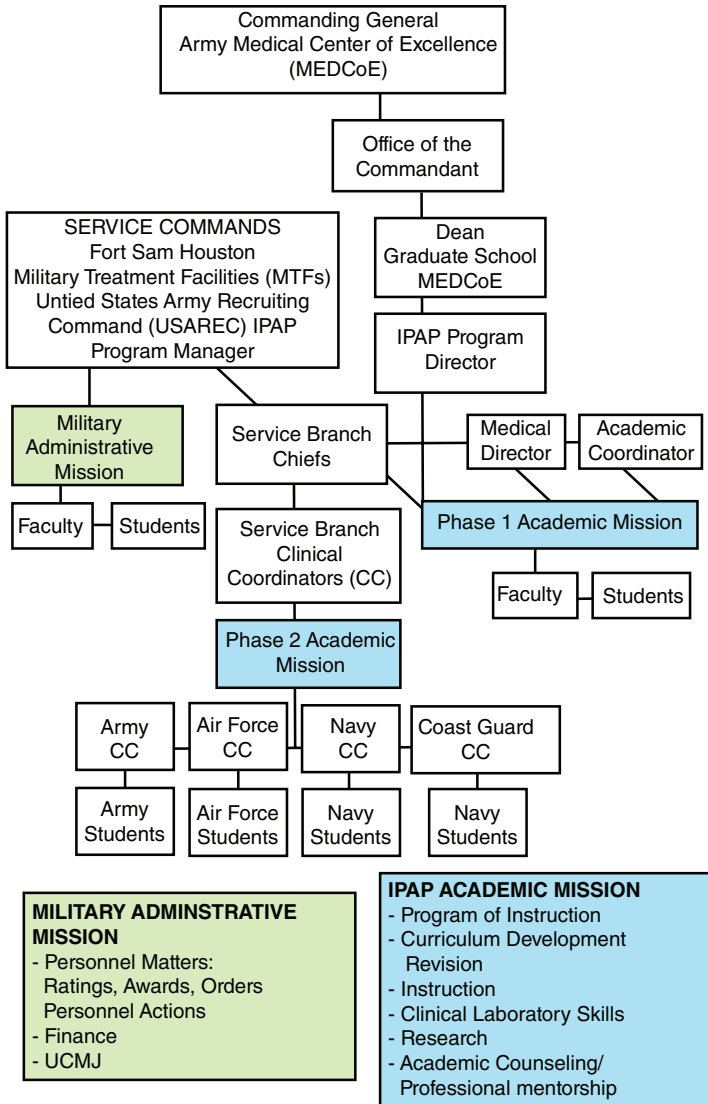 Commanding General
Army Medical Center of Excellence
(MEDCoE)
Office of the
Commandant
SERVICE COMMANDS
Fort Sam Houston
Military Treatment Facilities (MTFs)
Untied States Army Recruiting
Command (USAREC) IPAP
Program Manager
Dean
Graduate School
MEDCoE
IPAP Program
Director
Military
Administrative
Mission
Service Branch
Chiefs
Medical
Director
Academic
Coordinator
Faculty
Students
Service Branch
Clinical
Coordinators (CC)
Phase 1 Academic Mission
Faculty
Students
Phase 2 Academic
Mission
Army
CC
Air Force
CC
Navy
CC
Coast Guard
CC
Army
Students
Air Force
Students
Navy
Students
Navy
Students
MILITARY ADMINSTRATIVE
MISSION
- Personnel Matters:
Ratings, Awards, Orders
Personnel Actions
- Finance
- UCMJ
IPAP ACADEMIC MISSION
- Program of Instruction
- Curriculum Development
Revision
- Instruction
- Clinical Laboratory Skills
- Research
- Academic Counseling/
Professional mentorship